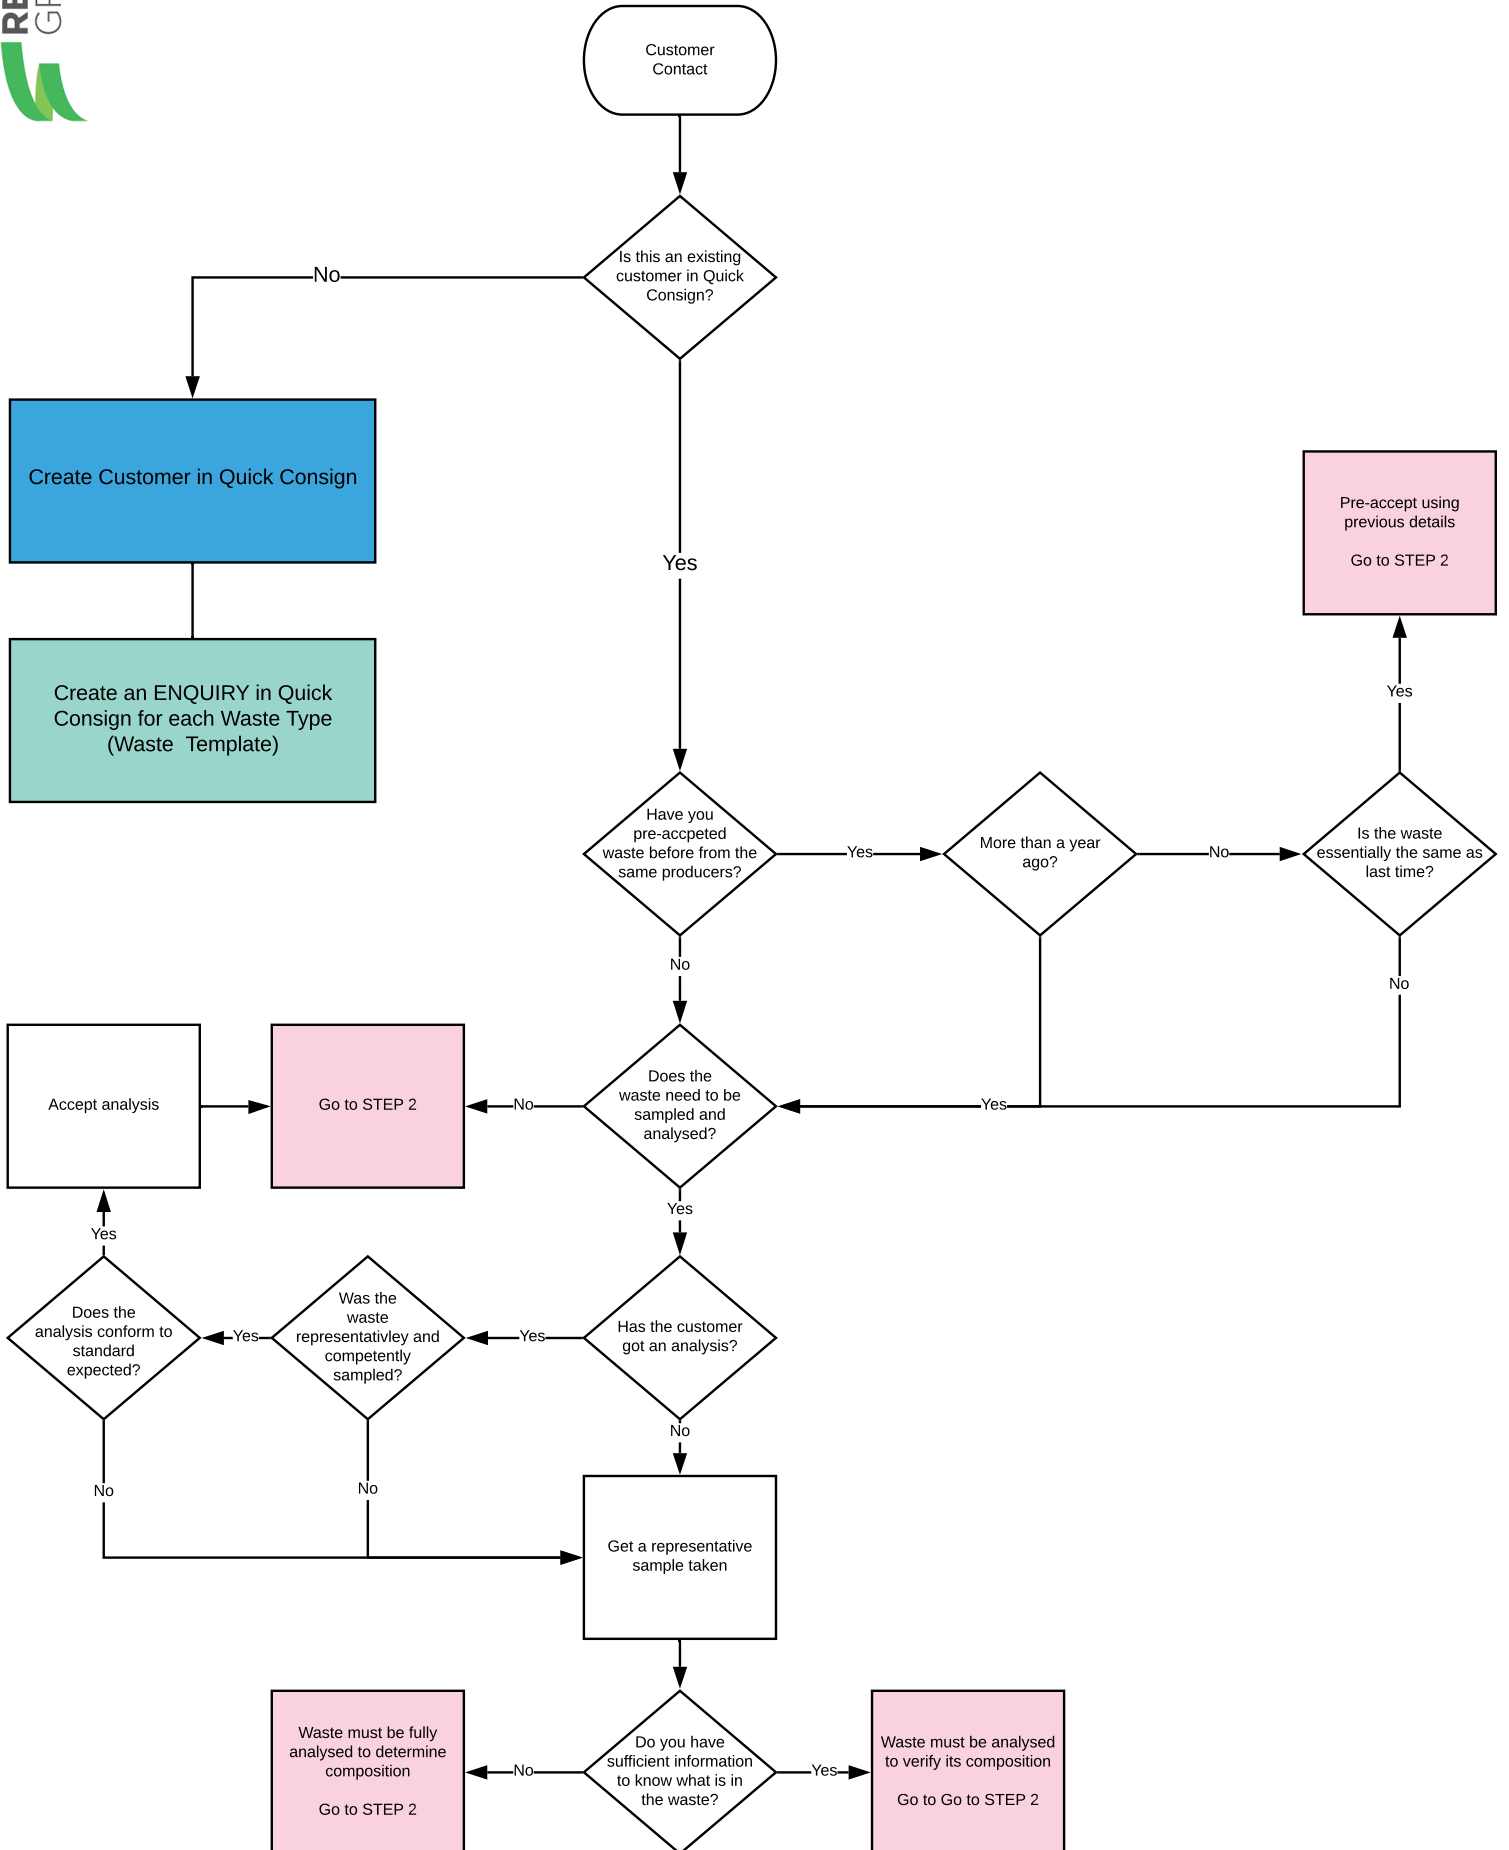 Customer
Contact
Is this an existing
customer in Quick
Consign?
No
Create Customer in Quick Consign
Yes
Pre-accept using
previous details
Go to STEP 2
Create an ENQUIRY in Quick
Consign for each Waste Type
(Waste  Template)
Yes
Have you
pre-accpeted
waste before from the
same producers?
Yes
More than a year
ago?
No
Is the waste
essentially the same as
last time?
No
No
Accept analysis
Go to STEP 2
No
Does the
waste need to be
sampled and
analysed?
Yes
Yes
Yes
Does the
analysis conform to
standard
expected?
Yes
Was the
waste
representativley and
competently
sampled?
Yes
Has the customer
got an analysis?
No
No
No
Get a representative
sample taken
Waste must be fully
analysed to determine
composition
Go to STEP 2
No
Do you have
sufficient information
to know what is in
the waste?
Yes
Waste must be analysed
to verify its composition
Go to Go to STEP 2